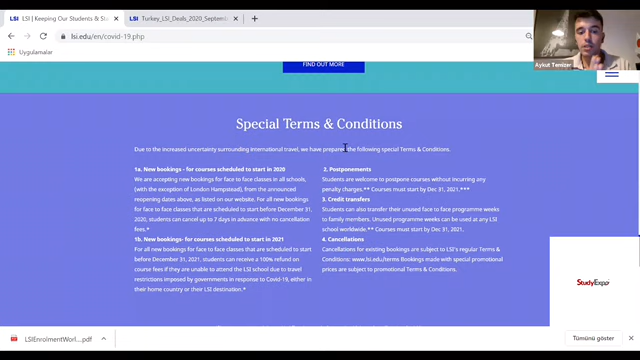 LSI | Keeping Our Students & St
Turkey_LSI_Deals_2020_Septemb
lsi.edu/en/covid-19.php
Uygulamalar
Aykut Temizer
FIND OUT MORE
Special Terms & Conditions
Due to the increased uncertainty surrounding international travel, we have prepared the following special Terms & Conditions.
1a. New bookings - for courses scheduled to start in 2020
We are accepting new bookings for face to face classes in all schools,
(with the exception of London Hampstead), from the announced
reopening dates above, as listed on our website. For all new bookings
for face to face classes that are scheduled to start before December 31,
2020, students can cancel up to 7 days in advance with no cancellation
fees.*
1b. New bookings- for courses scheduled to start in 2021
For all new bookings for face to face classes that are scheduled to start
before December 31, 2021, students can receive a 100% refund on
course fees if they are unable to attend the LSI school due to travel
restrictions imposed by governments in response to Covid-19, either in
their home country or their LSI destination.*
2. Postponements
Students are welcome to postpone courses without incurring any
penalty charges.** Courses must start by Dec 31, 2021.***
3. Credit transfers
Students can also transfer their unused face to face programme weeks
to family members. Unused programme weeks can be used at any LSI
school worldwide.** Courses must start by Dec 31, 2021.
4. Cancellations
Cancellations for existing bookings are subject to LSI's regular Terms &
Conditions: www.lsi.edu/terms Bookings made with special promotional
prices are subject to promotional Terms & Conditions.
StudyExpo
LSIEnrolmentWorl....pdf
Tümünü göster